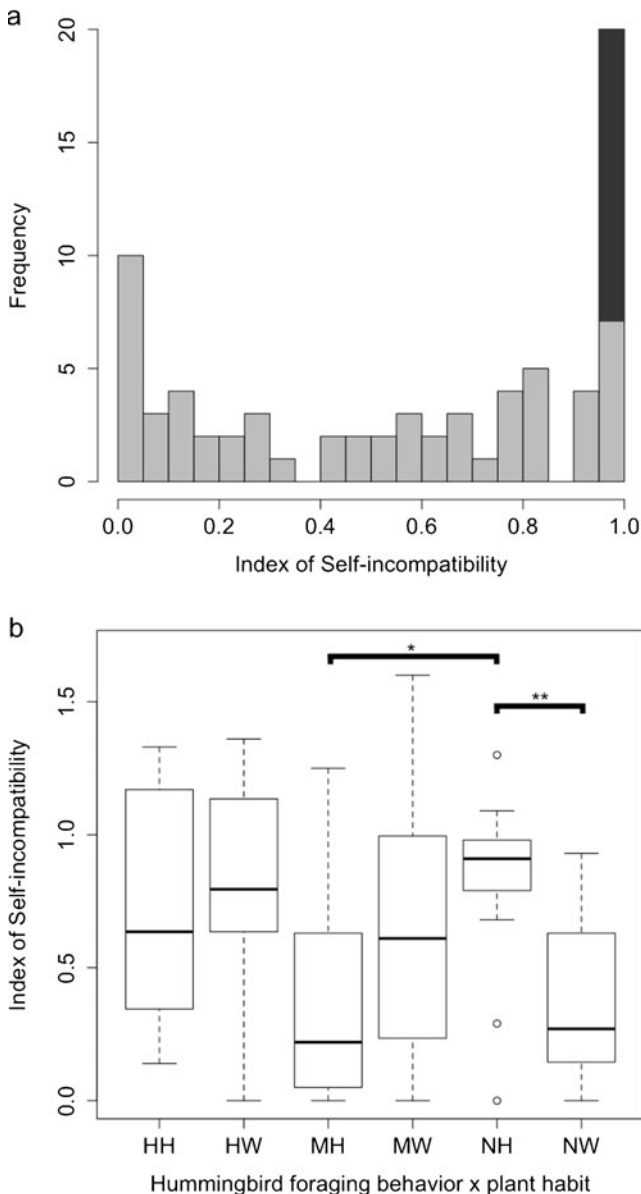 a
20
15
10
5
0
Frequency
0.0 0.2 0.4 0.6 0.8 1.0
Index of Self-incompatibility
b
*
**
1.5
1.0
0.5
0.0
Index of Self-incompatibility
HH HW MH MW NH NW
Hummingbird foraging behavior x plant habit